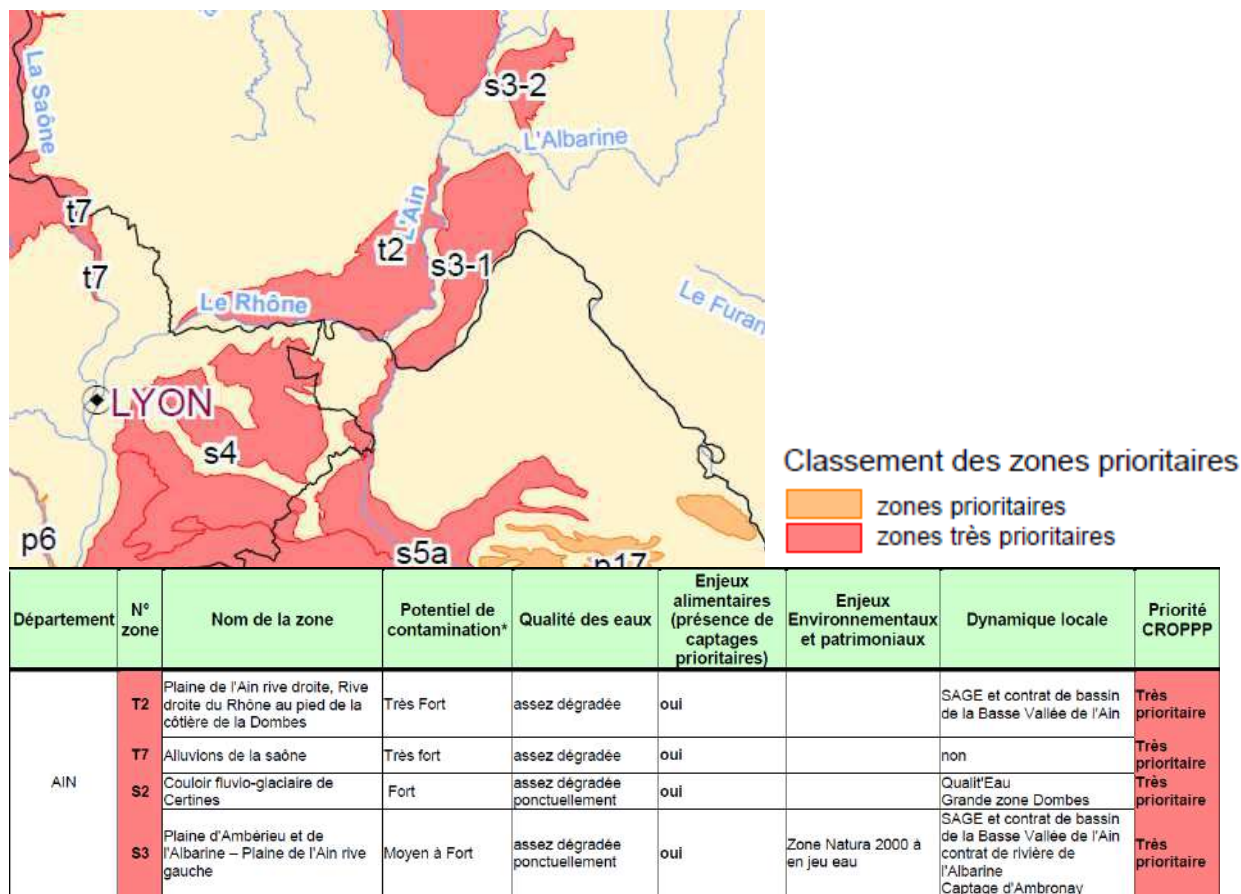 La Saône
s3-2
L'Albarine
t7
L'Ain
t2
s3-1
t7
Le Rhône
Le Furan
LYON
s4
p6
s5a
p17
Classement des zones prioritaires
zones prioritaires
zones très prioritaires
Département
N° zone
Nom de la zone
Potentiel de contamination*
Qualité des eaux
Enjeux alimentaires (présence de captages prioritaires)
Enjeux Environnementaux et patrimoniaux
Dynamique locale
Priorité CROPPP
AIN
T2
Plaine de l'Ain rive droite, Rive
droite du Rhône au pied de la
côtière de la Dombes
Très Fort
assez dégradée
oui
SAGE et contrat de bassin
de la Basse Vallée de l'Ain
Très
prioritaire
T7
Alluvions de la saône
Très fort
assez dégradée
oui
non
Très
prioritaire
S2
Couloir fluvio-glaciaire de
Certines
Fort
assez dégradée
ponctuellement
oui
Qualit'Eau
Grande zone Dombes
Très
prioritaire
S3
Plaine d'Ambérieu et de
l'Albarine – Plaine de l'Ain rive
gauche
Moyen à Fort
assez dégradée
ponctuellement
oui
Zone Natura 2000 à
en jeu eau
SAGE et contrat de bassin
de la Basse Vallée de l'Ain
contrat de rivière de
l'Albarine
Captage d'Ambronay
Très
prioritaire